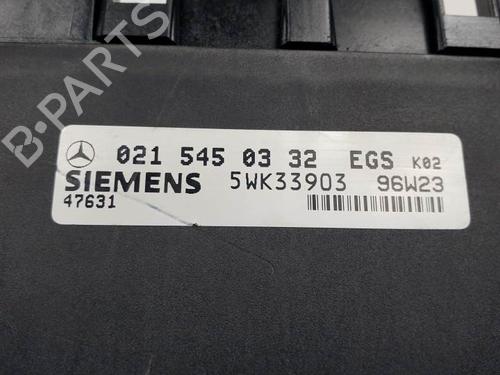 B-PARTS
021 545 03 32 EGS K02
SIEMENS 5WK33903 96W23
47631